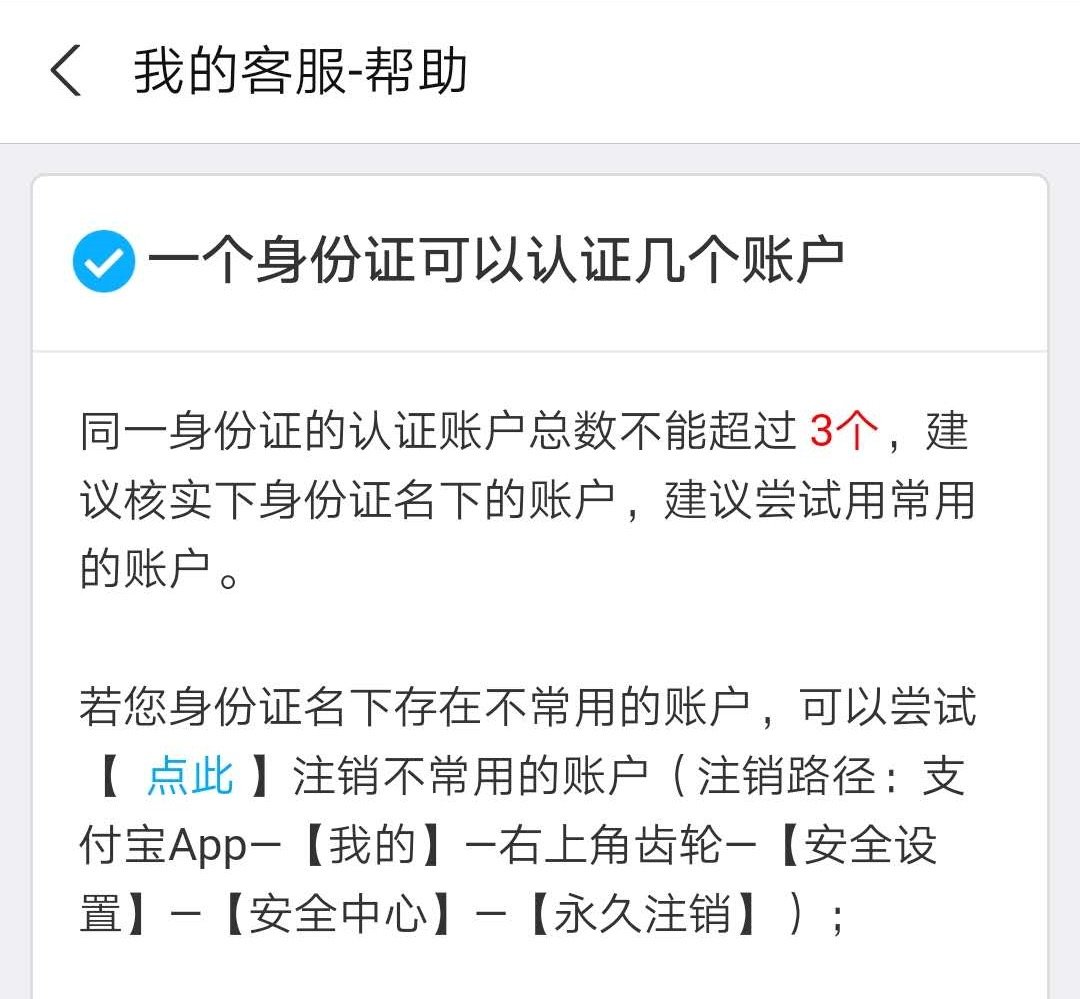 我的客服-帮助
一个身份证可以认证几个账户
同一身份证的认证账户总数不能超过 3个，建
议核实下身份证名下的账户，建议尝试用常用
的账户。
若您身份证名下存在不常用的账户，可以尝试
【 点此 】注销不常用的账户（注销路径：支
付宝App—【我的】—右上角齿轮—【安全设
置】—【安全中心】—【永久注销】）;